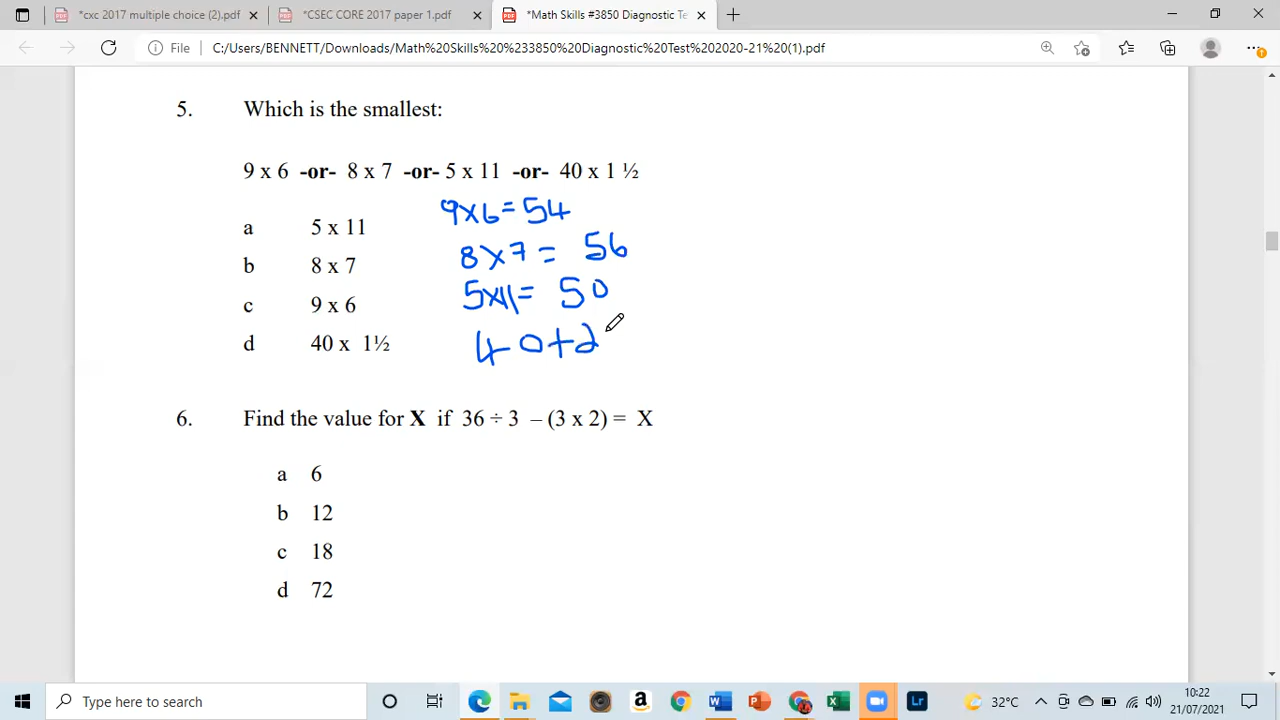 *cxc 2017 multiple choice (2).pdf
*CSEC CORE 2017 paper 1.pdf
*Math Skills #3850 Diagnostic Te
File C:/Users/BENNETT/Downloads/Math%20Skills%20%233850%20Diagnostic%20Test%2020-21%20(1).pdf
5. Which is the smallest:
9 x 6 -or- 8 x 7 -or- 5 x 11 -or- 40 x 1 ½
a 5 x 11
b 8 x 7
c 9 x 6
d 40 x 1½
9x6=54
8x7= 56
5x11= 50
40+2
6. Find the value for X if 36 ÷ 3 – (3 x 2) = X
a 6
b 12
c 18
d 72
Type here to search
32°C
10:22
21/07/2021